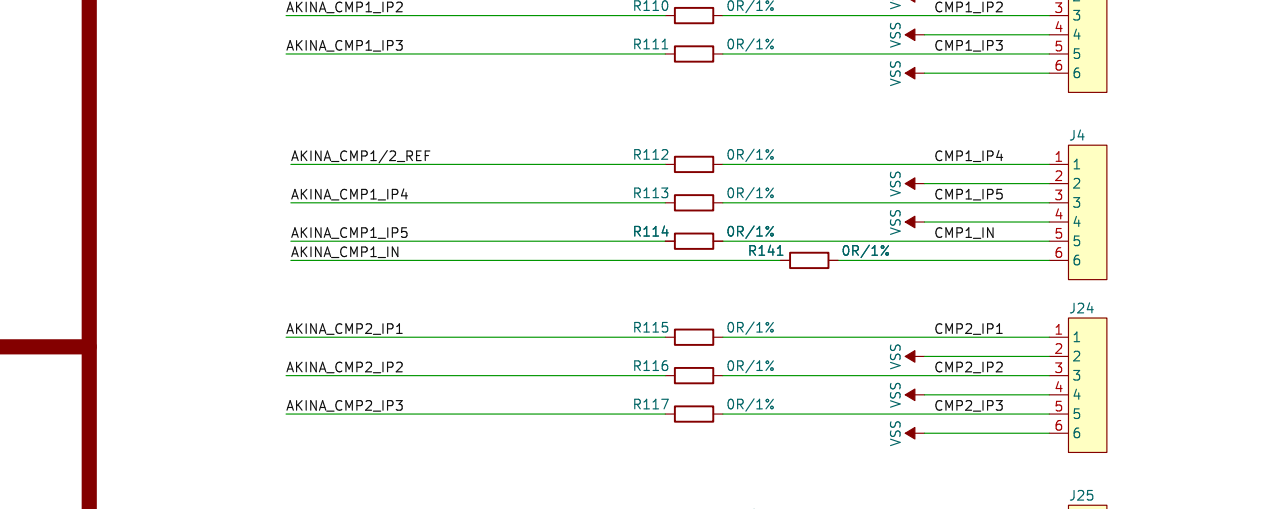 AKINA_CMP1_IP2 R110 0R/1% CMP1_IP2 3 3
VSS 4 4
AKINA_CMP1_IP3 R111 0R/1% CMP1_IP3 5 5
VSS 6 6
J4
AKINA_CMP1/2_REF R112 0R/1% CMP1_IP4 1 1
VSS 2 2
AKINA_CMP1_IP4 R113 0R/1% CMP1_IP5 3 3
VSS 4 4
AKINA_CMP1_IP5 R114 0R/1% CMP1_IN 5 5
AKINA_CMP1_IN R141 0R/1% 6 6
J24
AKINA_CMP2_IP1 R115 0R/1% CMP2_IP1 1 1
VSS 2 2
AKINA_CMP2_IP2 R116 0R/1% CMP2_IP2 3 3
VSS 4 4
AKINA_CMP2_IP3 R117 0R/1% CMP2_IP3 5 5
VSS 6 6
J25